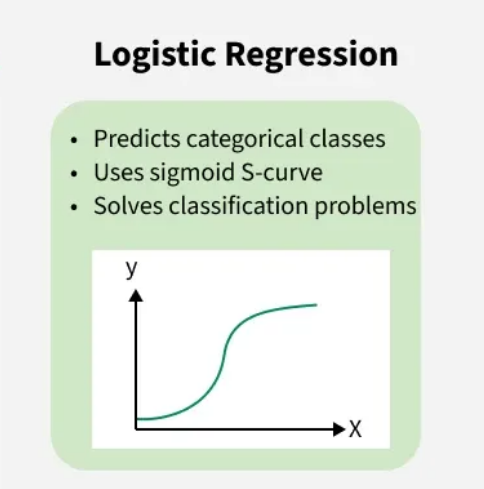 Logistic Regression
• Predicts categorical classes
• Uses sigmoid S-curve
• Solves classification problems
y
X